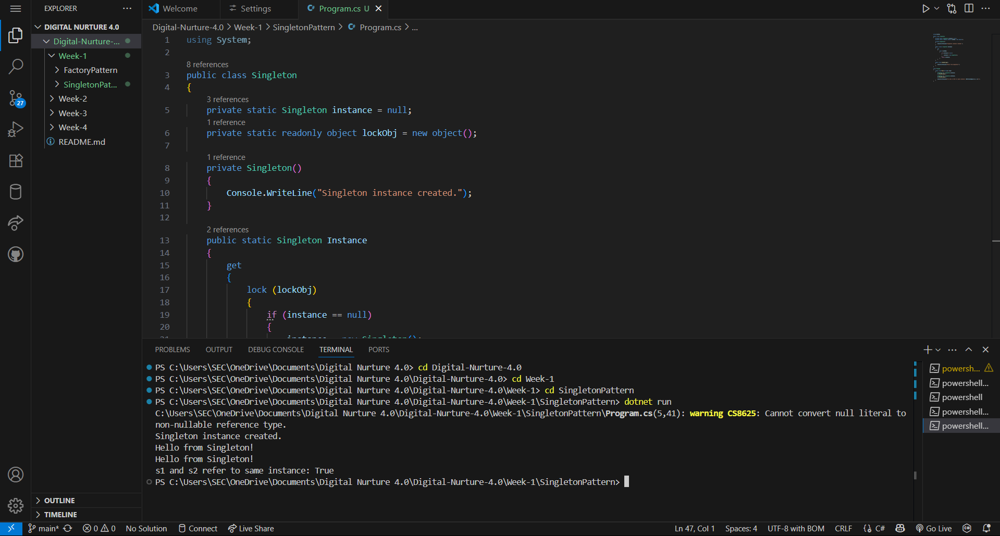 EXPLORER
Welcome
Settings
Program.cs U
DIGITAL NURTURE 4.0
Digital-Nurture-...
Week-1
FactoryPattern
SingletonPat...
Week-2
Week-3
Week-4
README.md
27
OUTLINE
TIMELINE
Digital-Nurture-4.0 > Week-1 > SingletonPattern > Program.cs > ...
1 using System;
2
8 references
3 public class Singleton
4 {
3 references
5 private static Singleton instance = null;
1 reference
6 private static readonly object lockObj = new object();
7
1 reference
8 private Singleton()
9 {
10 Console.WriteLine("Singleton instance created.");
11 }
12
2 references
13 public static Singleton Instance
14 {
15 get
16 {
17 lock (lockObj)
18 {
19 if (instance == null)
20 {
21 instance = new Singleton();
PROBLEMS OUTPUT DEBUG CONSOLE TERMINAL PORTS
PS C:\Users\SEC\OneDrive\Documents\Digital Nurture 4.0> cd Digital-Nurture-4.0
PS C:\Users\SEC\OneDrive\Documents\Digital Nurture 4.0\Digital-Nurture-4.0> cd Week-1
PS C:\Users\SEC\OneDrive\Documents\Digital Nurture 4.0\Digital-Nurture-4.0\Week-1> cd SingletonPattern
PS C:\Users\SEC\OneDrive\Documents\Digital Nurture 4.0\Digital-Nurture-4.0\Week-1\SingletonPattern> dotnet run
C:\Users\SEC\OneDrive\Documents\Digital Nurture 4.0\Digital-Nurture-4.0\Week-1\SingletonPattern\Program.cs(5,41): warning CS8625: Cannot convert null literal to
non-nullable reference type.
Singleton instance created.
Hello from Singleton!
Hello from Singleton!
s1 and s2 refer to same instance: True
PS C:\Users\SEC\OneDrive\Documents\Digital Nurture 4.0\Digital-Nurture-4.0\Week-1\SingletonPattern>
powersh...
powershell...
powershell
powershell...
powershell...
main* 0 0 No Solution Connect Live Share Ln 47, Col 1 Spaces: 4 UTF-8 with BOM CRLF C# Go Live